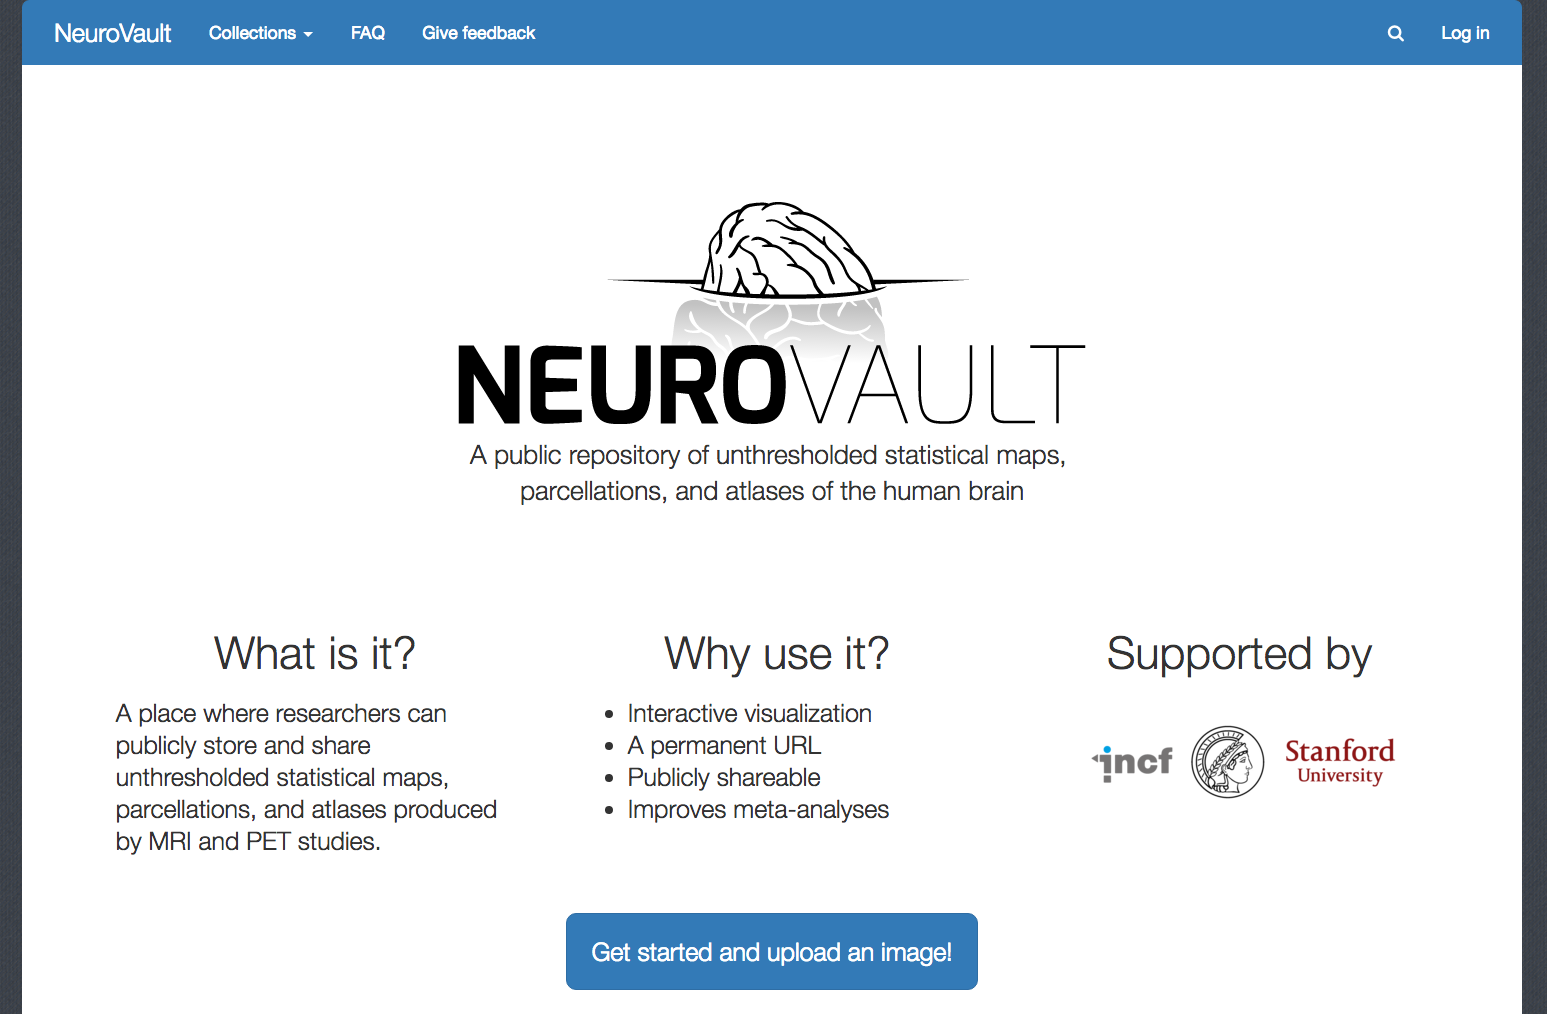 NeuroVault Collections FAQ Give feedback Log in
NEUROVAULT
A public repository of unthresholded statistical maps,
parcellations, and atlases of the human brain
What is it?
A place where researchers can
publicly store and share
unthresholded statistical maps,
parcellations, and atlases produced
by MRI and PET studies.
Why use it?
Interactive visualization
A permanent URL
Publicly shareable
Improves meta-analyses
Supported by
incf
Stanford
University
Get started and upload an image!